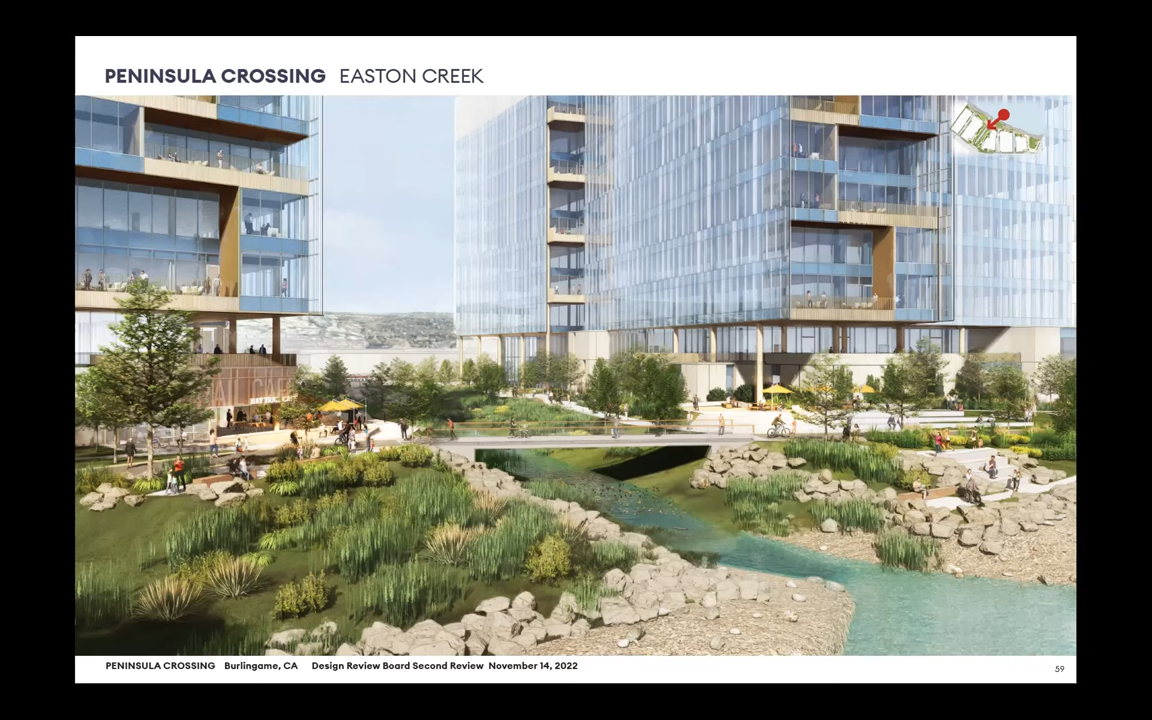 PENINSULA CROSSING EASTON CREEK
PENINSULA CROSSING Burlingame, CA Design Review Board Second Review November 14, 2022
59